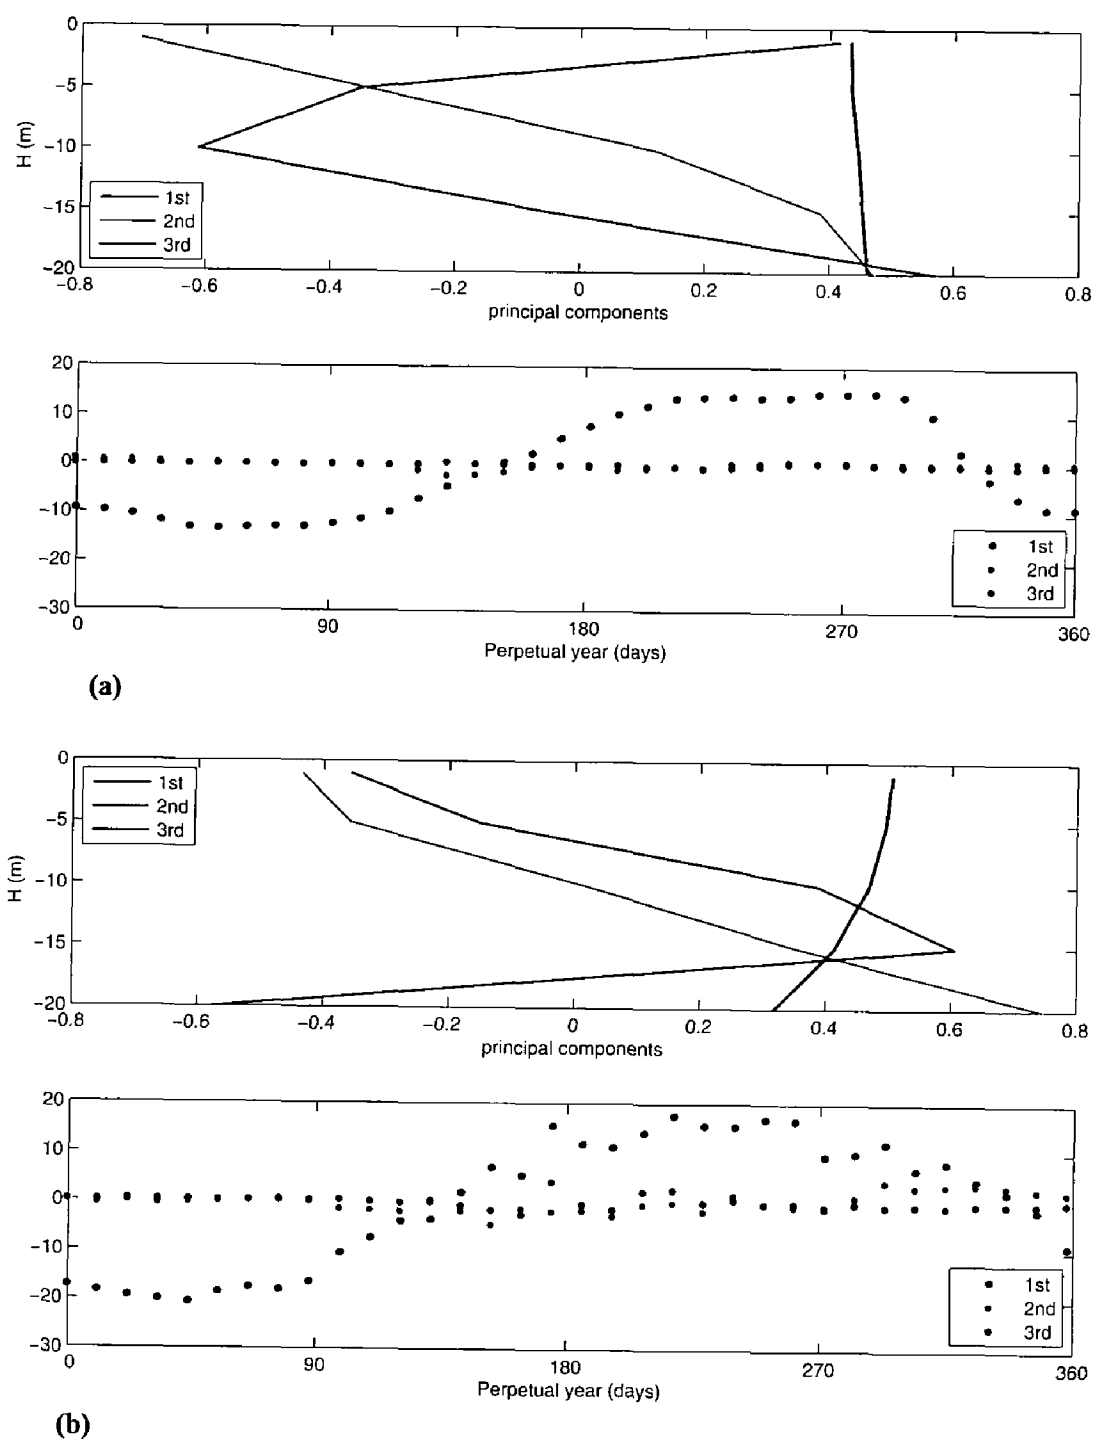 0
−5
−10
−15
−20
H (m)
1st
2nd
3rd
−0.8 −0.6 −0.4 −0.2 0 0.2 0.4 0.6 0.8
principal components
20
10
0
−10
−20
−30
1st
2nd
3rd
0 90 180 270 360
Perpetual year (days)
(a)
0
−5
−10
−15
−20
H (m)
1st
2nd
3rd
−0.8 −0.6 −0.4 −0.2 0 0.2 0.4 0.6 0.8
principal components
20
10
0
−10
−20
−30
1st
2nd
3rd
0 90 180 270 360
Perpetual year (days)
(b)